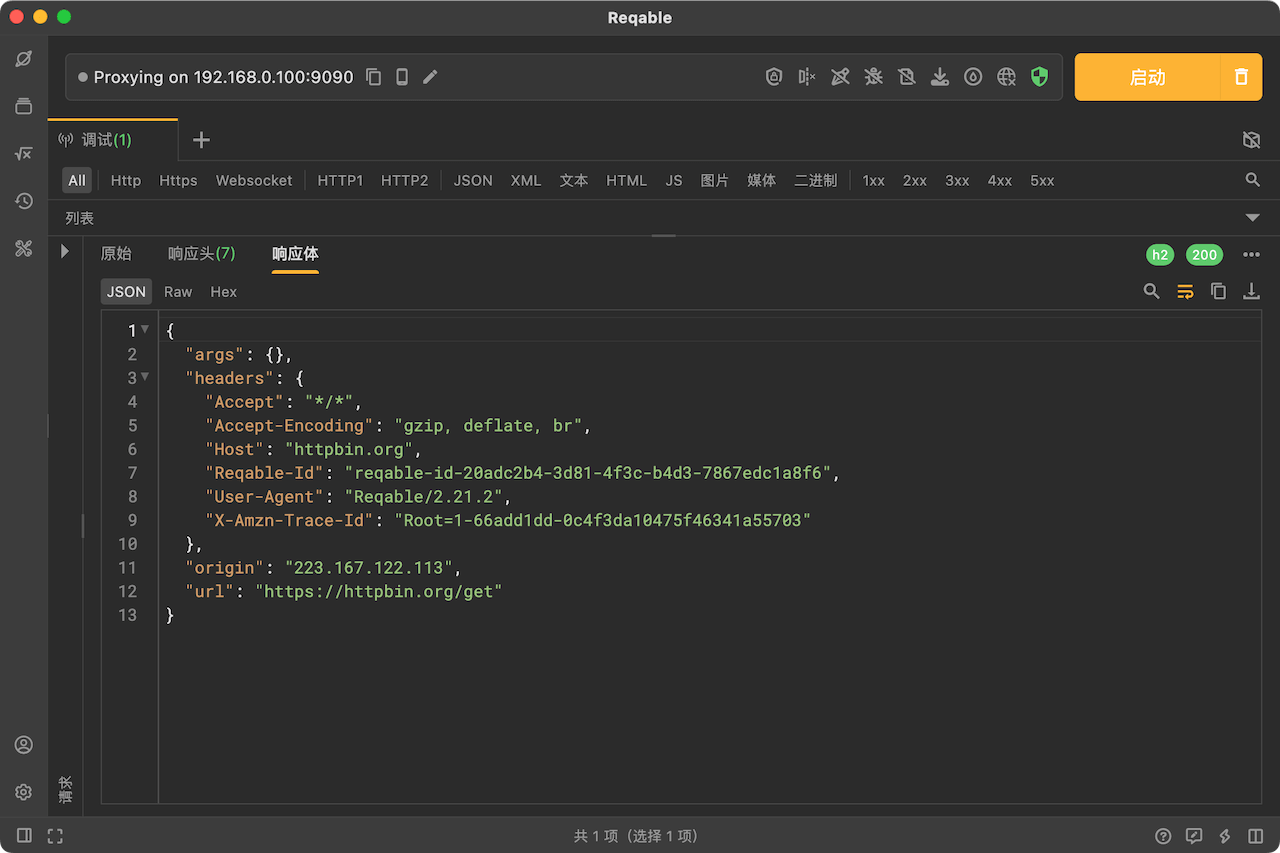 Reqable
Proxying on 192.168.0.100:9090
启动
调试(1)
All Http Https Websocket HTTP1 HTTP2 JSON XML 文本 HTML JS 图片 媒体 二进制 1xx 2xx 3xx 4xx 5xx
列表
原始 响应头(7) 响应体 h2 200
JSON Raw Hex
1 {
2 "args": {},
3 "headers": {
4 "Accept": "*/*",
5 "Accept-Encoding": "gzip, deflate, br",
6 "Host": "httpbin.org",
7 "Reqable-Id": "reqable-id-20adc2b4-3d81-4f3c-b4d3-7867edc1a8f6",
8 "User-Agent": "Reqable/2.21.2",
9 "X-Amzn-Trace-Id": "Root=1-66add1dd-0c4f3da10475f46341a55703"
10 },
11 "origin": "223.167.122.113",
12 "url": "https://httpbin.org/get"
13 }
请求
共 1 项（选择 1 项）